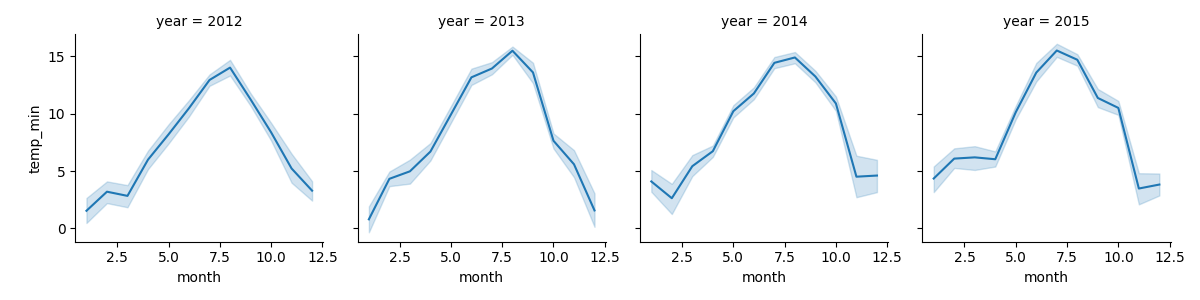 year = 2012
year = 2013
year = 2014
year = 2015
temp_min
15
10
5
0
2.5 5.0 7.5 10.0 12.5
2.5 5.0 7.5 10.0 12.5
2.5 5.0 7.5 10.0 12.5
2.5 5.0 7.5 10.0 12.5
month
month
month
month